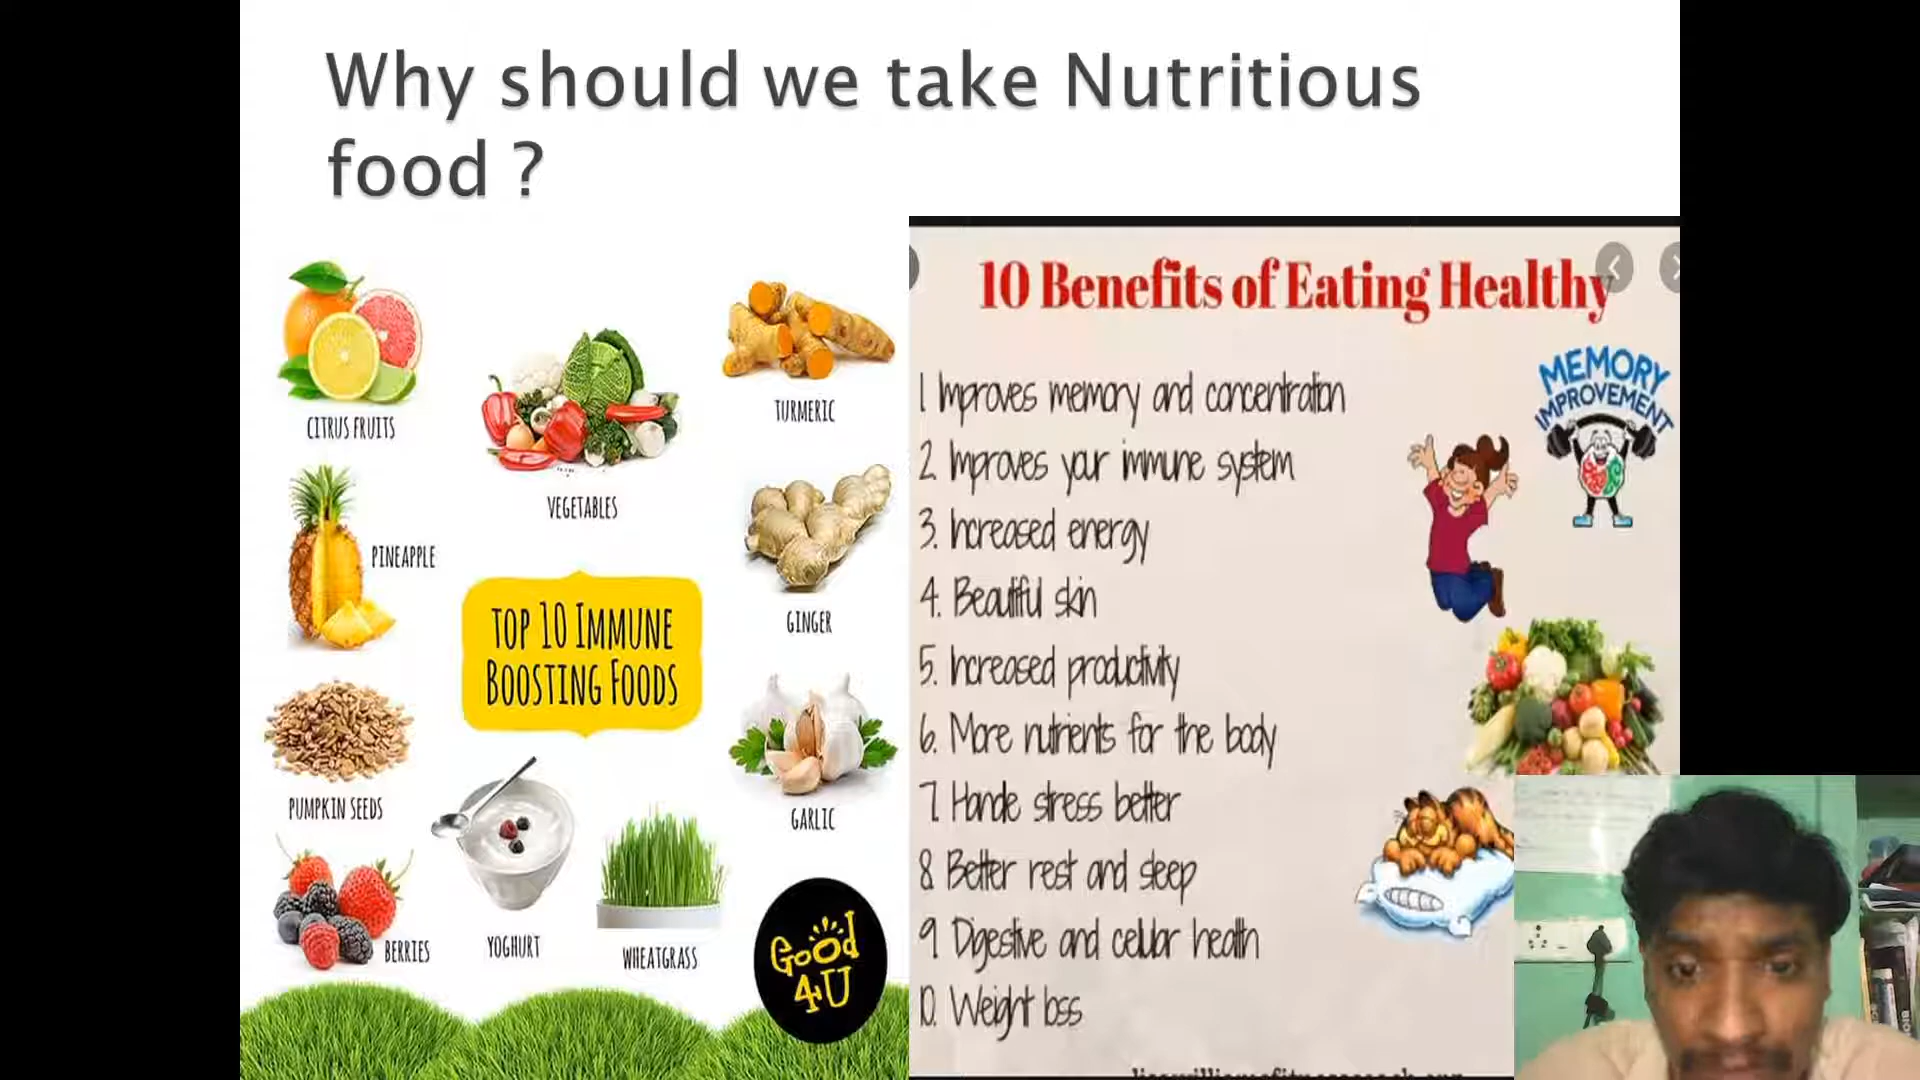 Why should we take Nutritious
food ?
CITRUS FRUITS
VEGETABLES
TURMERIC
PINEAPPLE
GINGER
TOP 10 IMMUNE
BOOSTING FOODS
PUMPKIN SEEDS
GARLIC
BERRIES
YOGHURT
WHEATGRASS
GOOD
4U
10 Benefits of Eating Healthy
MEMORY
IMPROVEMENT
1. Improves memory and concentration
2. Improves your immune system
3. Increased energy
4. Beautiful skin
5. Increased productivity
6. More nutrients for the body
7. Handle stress better
8. Better rest and sleep
9. Digestive and cellular health
10. Weight loss